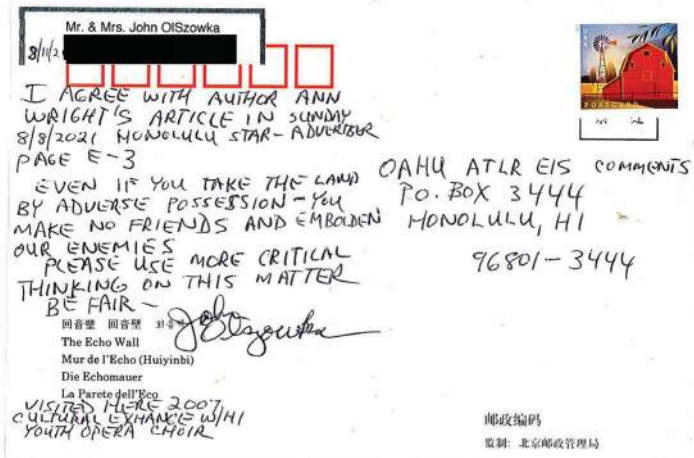 Mr. & Mrs. John OlSzowka
I AGREE WITH AUTHOR ANN
WRIGHT'S ARTICLE IN SUNDAY
8/8/2021 HONOLULU STAR-ADVERTISER
PAGE E-3
EVEN IF YOU TAKE THE LAND
BY ADVERSE POSSESSION - YOU
MAKE NO FRIENDS AND EMBOLDEN
OUR ENEMIES
PLEASE USE MORE CRITICAL
THINKING ON THIS MATTER
BE FAIR -
John Olszowka
回音壁 回音壁
The Echo Wall
Mur de l'Echo (Huiyinbi)
Die Echomauer
La Parete dell'Eco
VISITED HERE 2007
CULTURAL EXHANCE W/HI
YOUTH OPERA CHOIR
POSTCARD
OAHU ATLR EIS COMMENTS
P.O. BOX 3444
HONOLULU, HI
96801-3444
邮政编码
监制: 北京邮政管理局